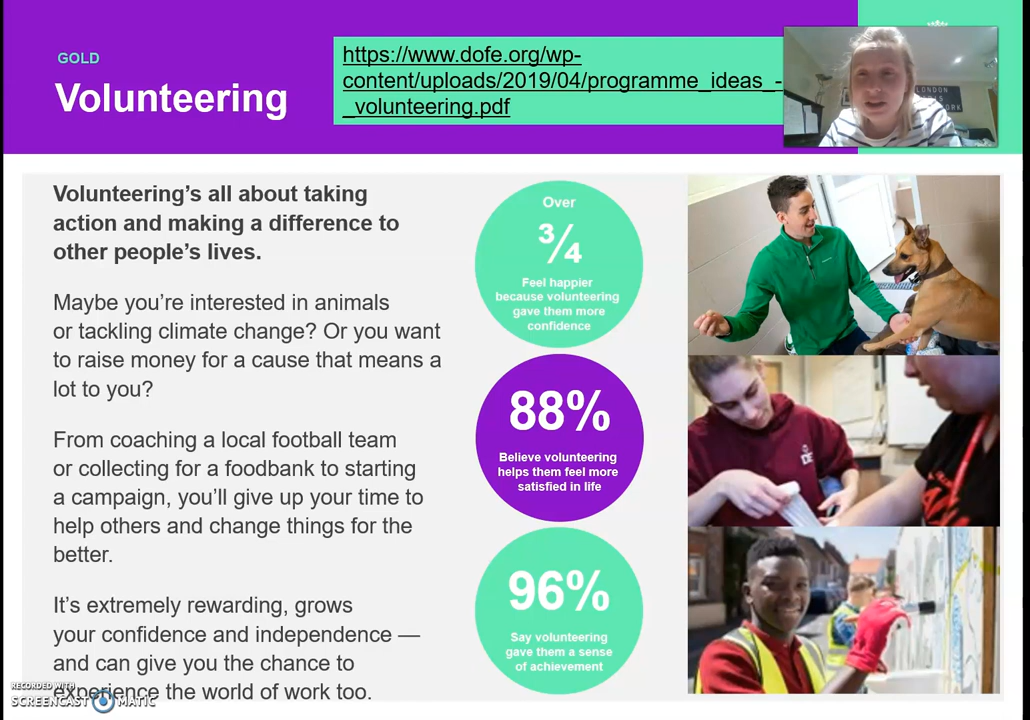 GOLD
Volunteering
https://www.dofe.org/wp-
content/uploads/2019/04/programme_ideas_-
_volunteering.pdf
LONDON
Volunteering's all about taking
action and making a difference to
other people's lives.
Maybe you're interested in animals
or tackling climate change? Or you want
to raise money for a cause that means a
lot to you?
From coaching a local football team
or collecting for a foodbank to starting
a campaign, you'll give up your time to
help others and change things for the
better.
It's extremely rewarding, grows
your confidence and independence —
and can give you the chance to
experience the world of work too.
Over
¾
Feel happier
because volunteering
gave them more
confidence
88%
Believe volunteering
helps them feel more
satisfied in life
96%
Say volunteering
gave them a sense
of achievement
RECORDED WITH
SCREENCAST MATIC